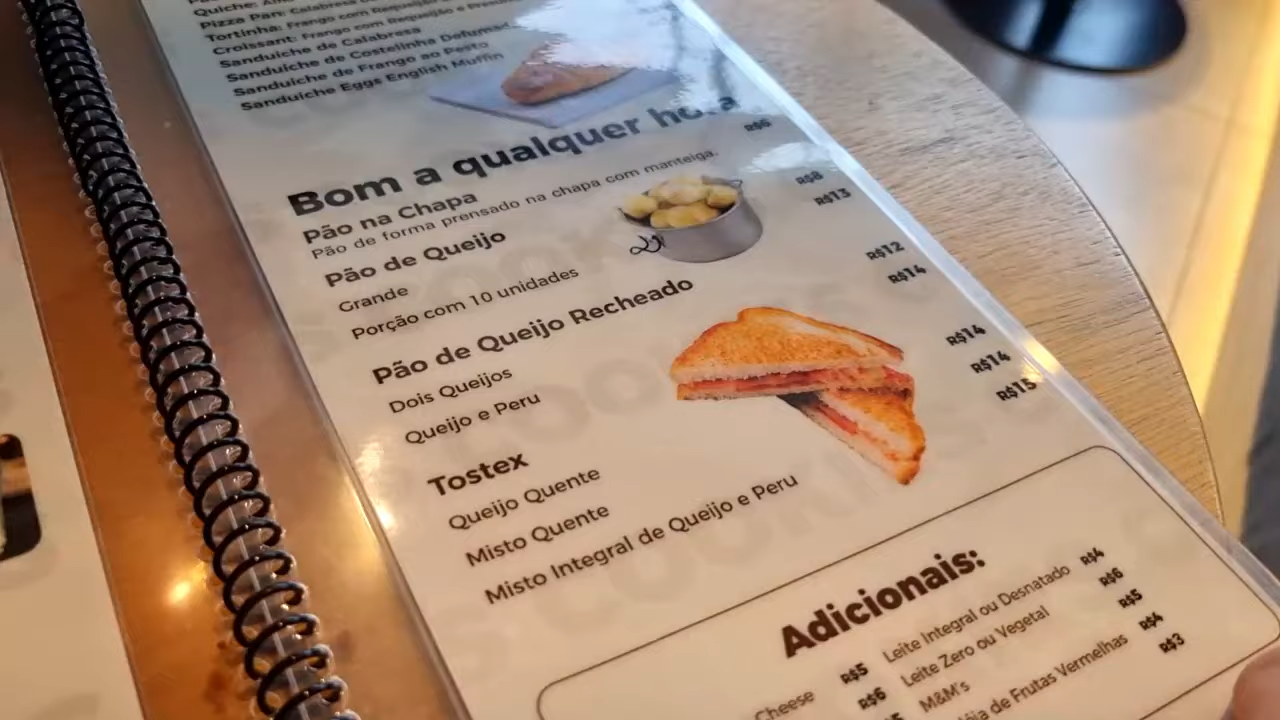 Quiche:
Pizza Pan: Calabresa
Tortinha: Frango com Requeijão
Croissant: Frango com Requeijão e
Sanduíche de Calabresa
Sanduíche de Costelinha Defumad
Sanduíche de Frango ao Pesto
Sanduíche Eggs English Muffin
Bom a qualquer hora
Pão na Chapa R$6
Pão de forma prensado na chapa com manteiga.
Pão de Queijo
Grande R$8
Porção com 10 unidades R$13
Pão de Queijo Recheado
Dois Queijos R$12
Queijo e Peru R$14
Tostex
Queijo Quente R$14
Misto Quente R$14
Misto Integral de Queijo e Peru R$15
Adicionais:
Cheese R$5
R$6
Leite Integral ou Desnatado R$4
Leite Zero ou Vegetal R$6
M&M's R$5
de Frutas Vermelhas R$4
R$3